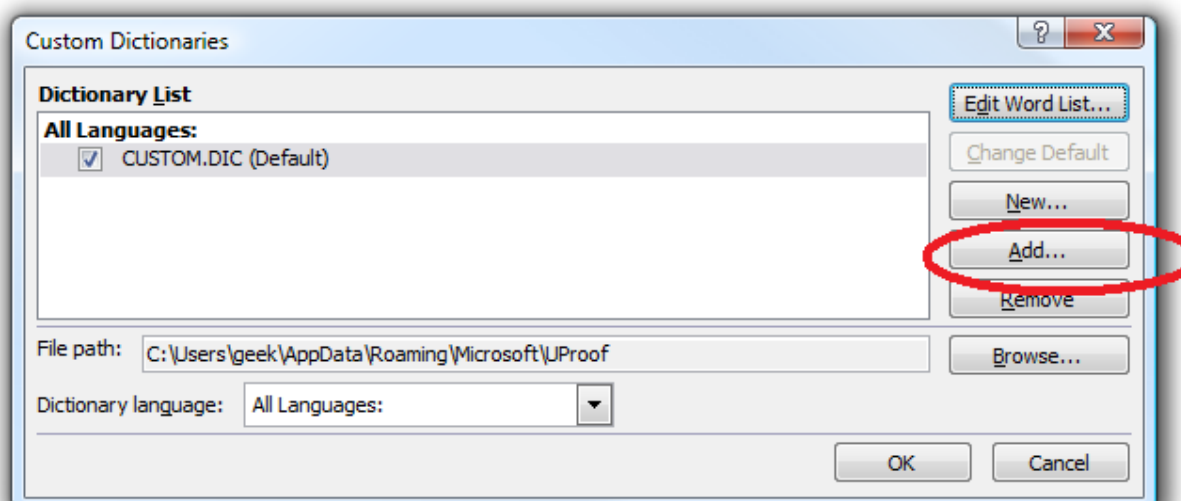 Custom Dictionaries
?
X
Dictionary List
All Languages:
CUSTOM.DIC (Default)
Edit Word List...
Change Default
New...
Add...
Remove
File path: C:\Users\geek\AppData\Roaming\Microsoft\UProof
Browse...
Dictionary language: All Languages:
OK Cancel